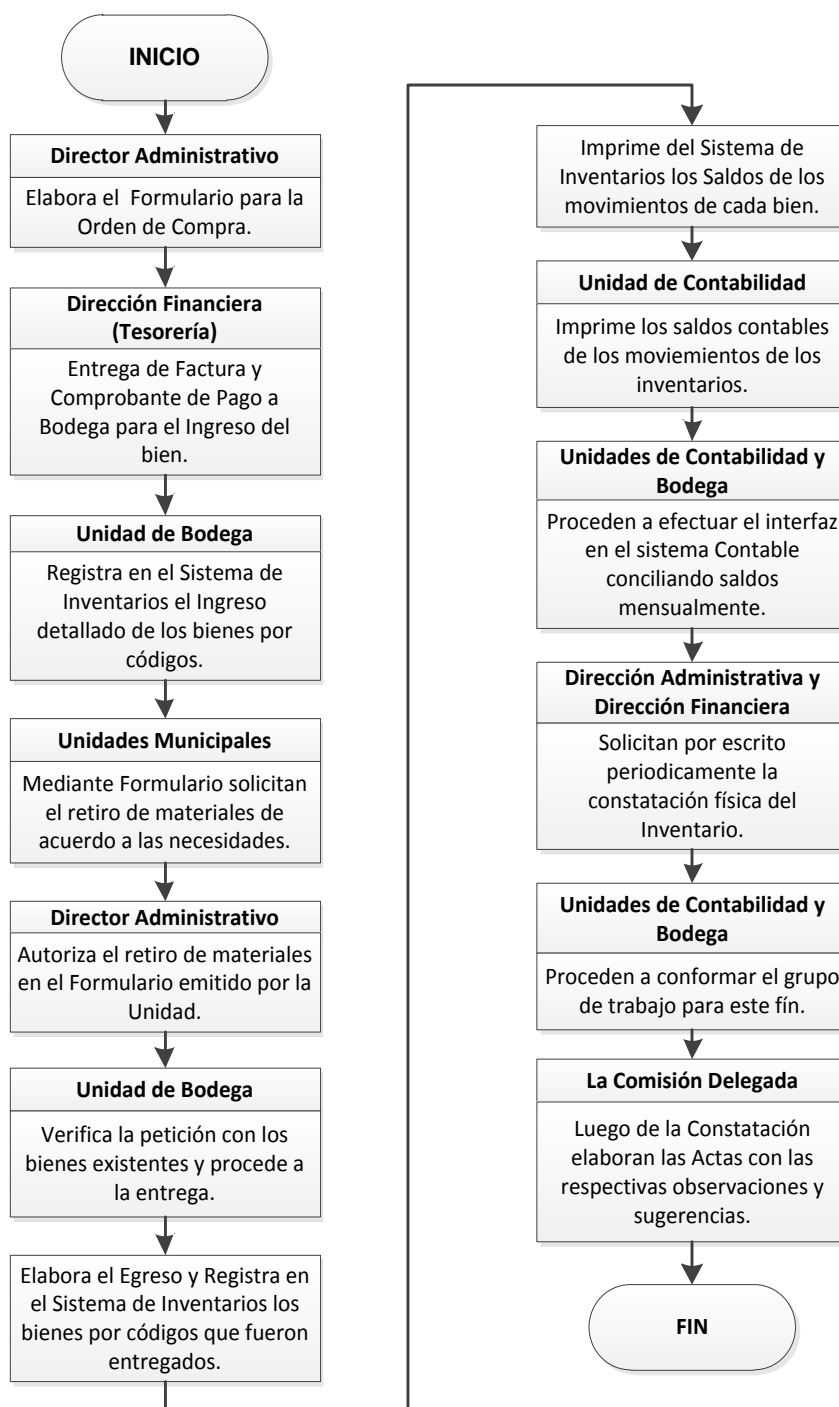 INICIO
Director Administrativo
Elabora el Formulario para la
Orden de Compra.
Dirección Financiera
(Tesorería)
Entrega de Factura y
Comprobante de Pago a
Bodega para el Ingreso del
bien.
Unidad de Bodega
Registra en el Sistema de
Inventarios el Ingreso
detallado de los bienes por
códigos.
Unidades Municipales
Mediante Formulario solicitan
el retiro de materiales de
acuerdo a las necesidades.
Director Administrativo
Autoriza el retiro de materiales
en el Formulario emitido por la
Unidad.
Unidad de Bodega
Verifica la petición con los
bienes existentes y procede a
la entrega.
Elabora el Egreso y Registra en
el Sistema de Inventarios los
bienes por códigos que fueron
entregados.
Imprime del Sistema de
Inventarios los Saldos de los
movimientos de cada bien.
Unidad de Contabilidad
Imprime los saldos contables
de los moviemientos de los
inventarios.
Unidades de Contabilidad y
Bodega
Proceden a efectuar el interfaz
en el sistema Contable
conciliando saldos
mensualmente.
Dirección Administrativa y
Dirección Financiera
Solicitan por escrito
periodicamente la
constatación física del
Inventario.
Unidades de Contabilidad y
Bodega
Proceden a conformar el grupo
de trabajo para este fín.
La Comisión Delegada
Luego de la Constatación
elaboran las Actas con las
respectivas observaciones y
sugerencias.
FIN